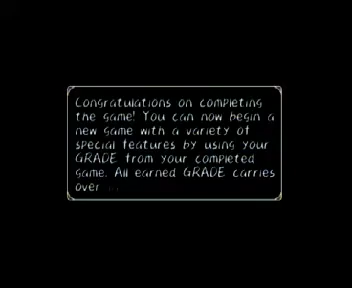 Congratulations on completing
the game! You can now begin a
new game with a variety of
special features by using your
GRADE from your completed
game. All earned GRADE carries
over ...